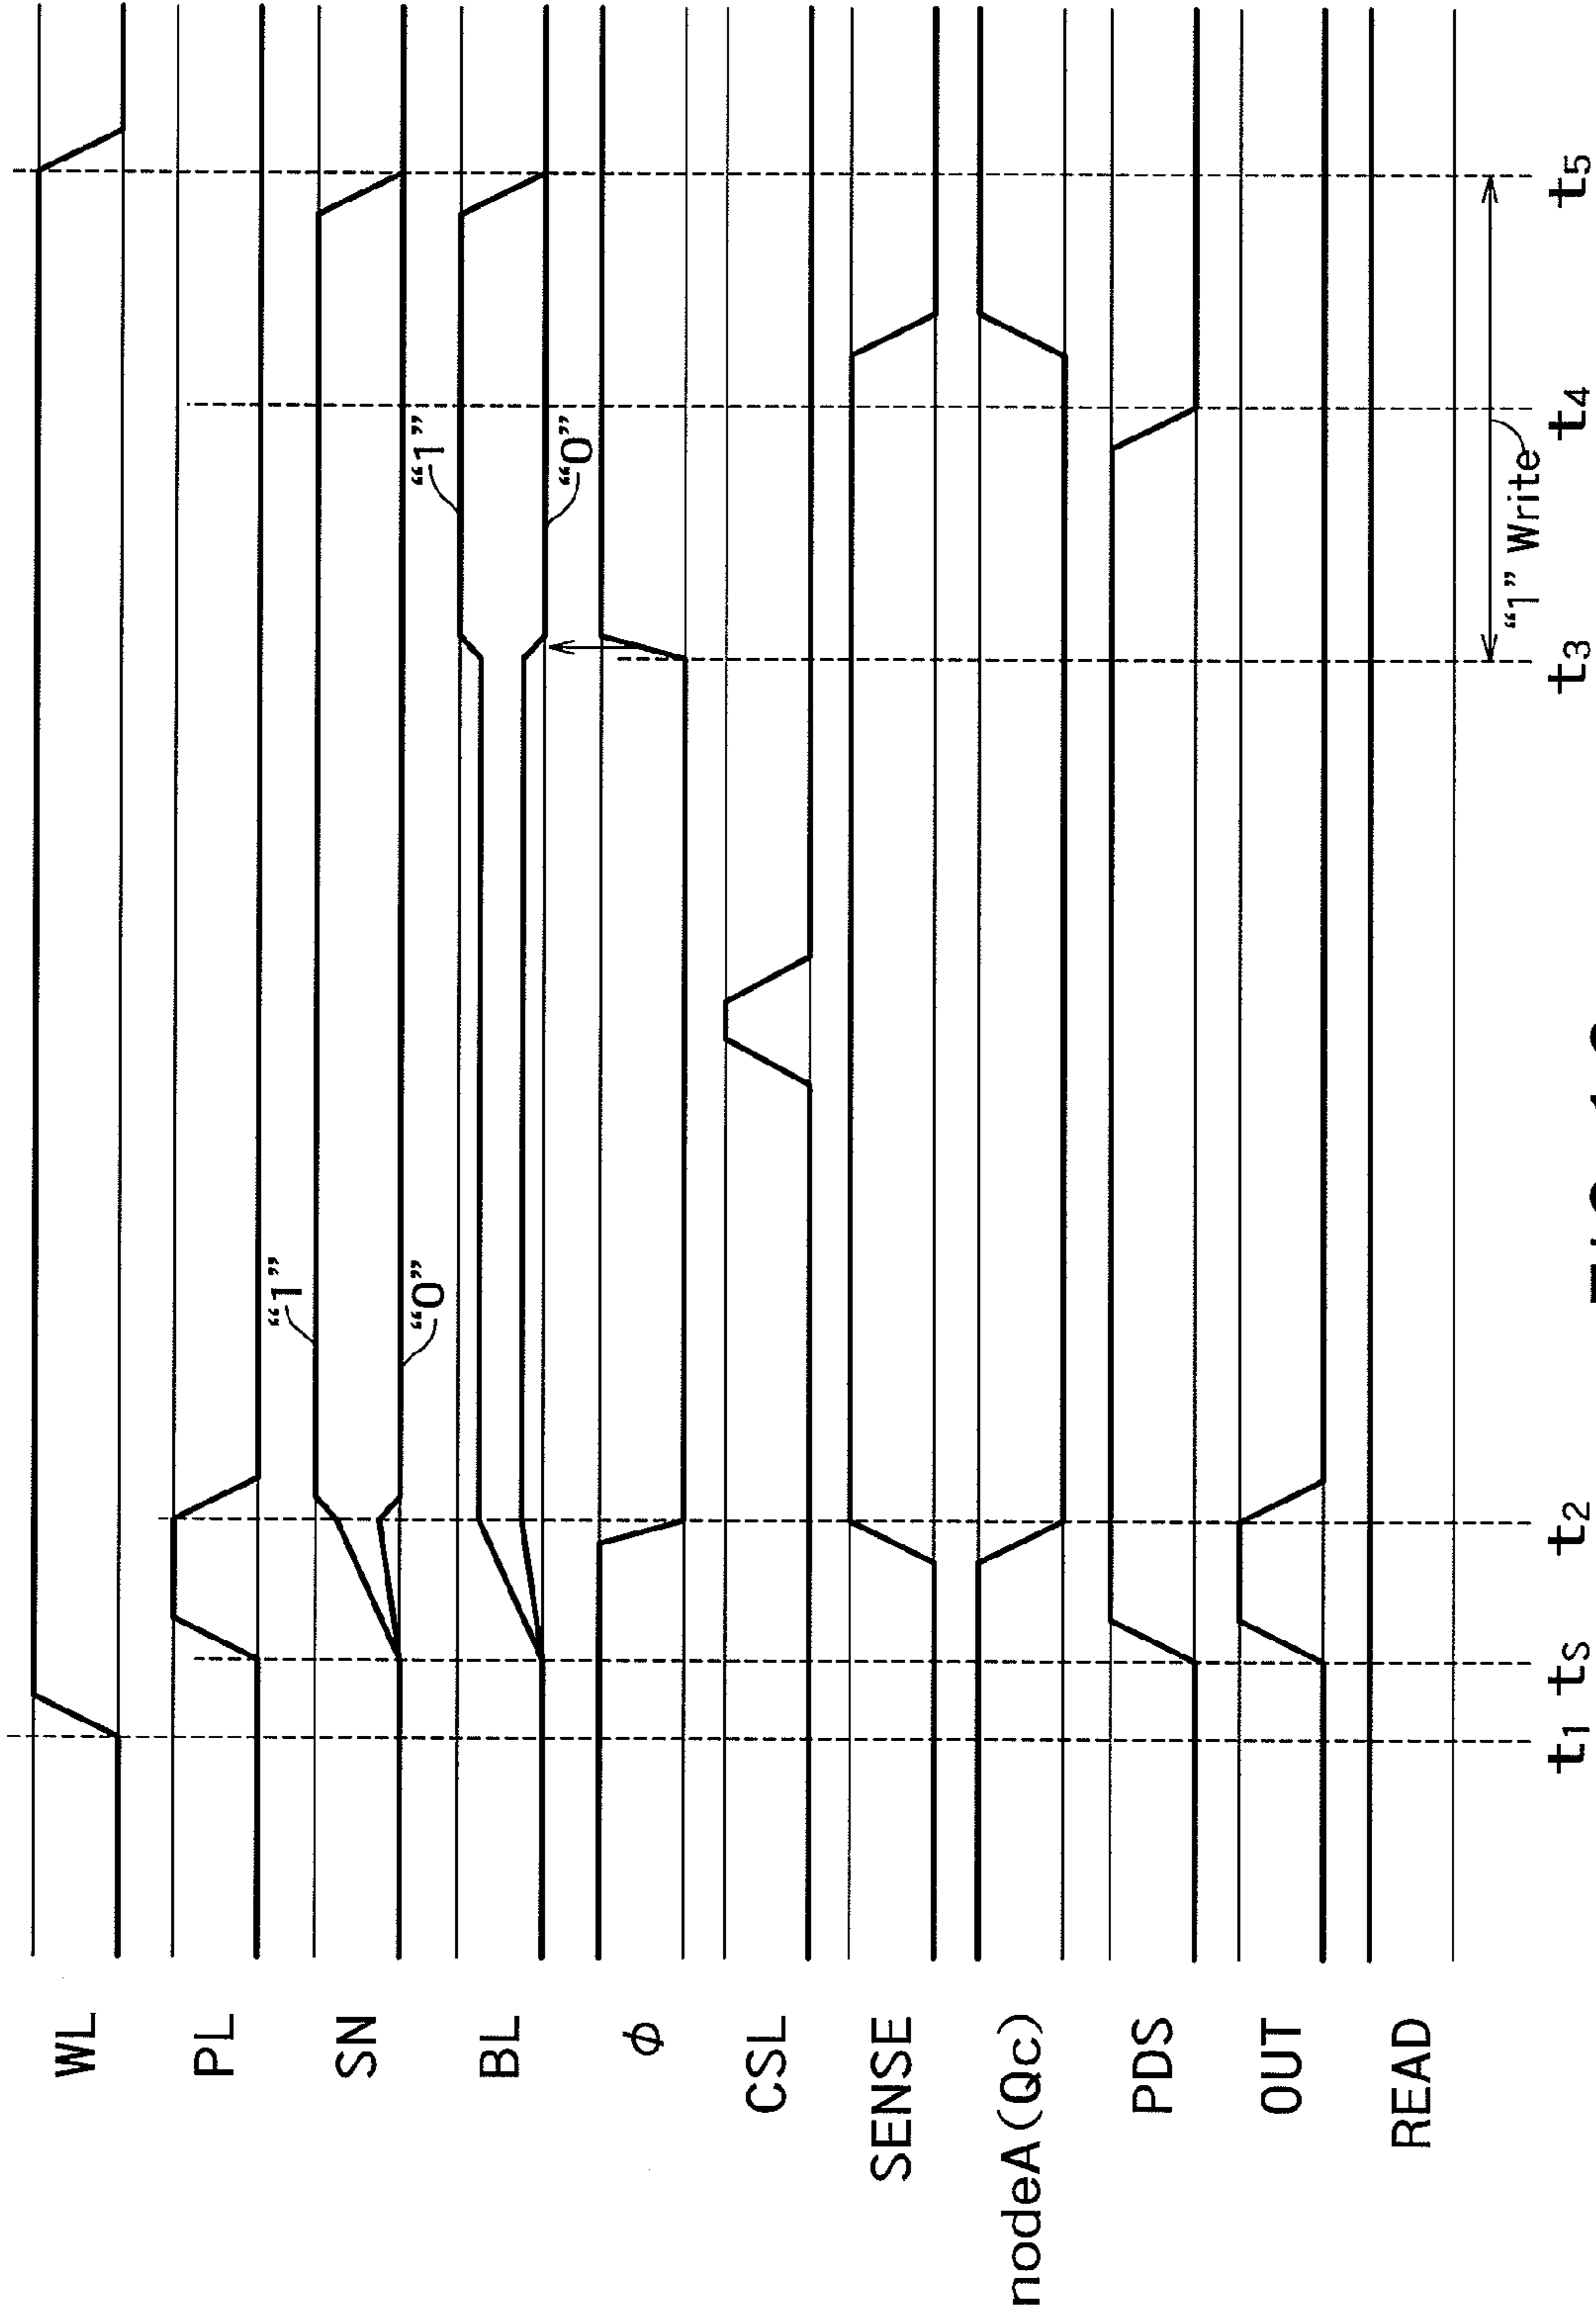 WL
PL
SN
“1”
“0”
BL
“1”
“0”
φ
CSL
SENSE
nodeA(Qc)
PDS
OUT
READ
“1” Write
t1 tS t2 t3 t4 t5